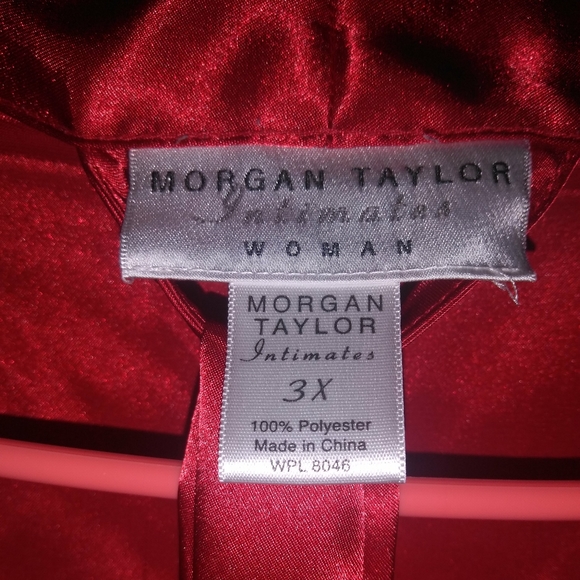 MORGAN TAYLOR
Intimates
WOMAN
MORGAN
TAYLOR
Intimates
3X
100% Polyester
Made in China
WPL 8046